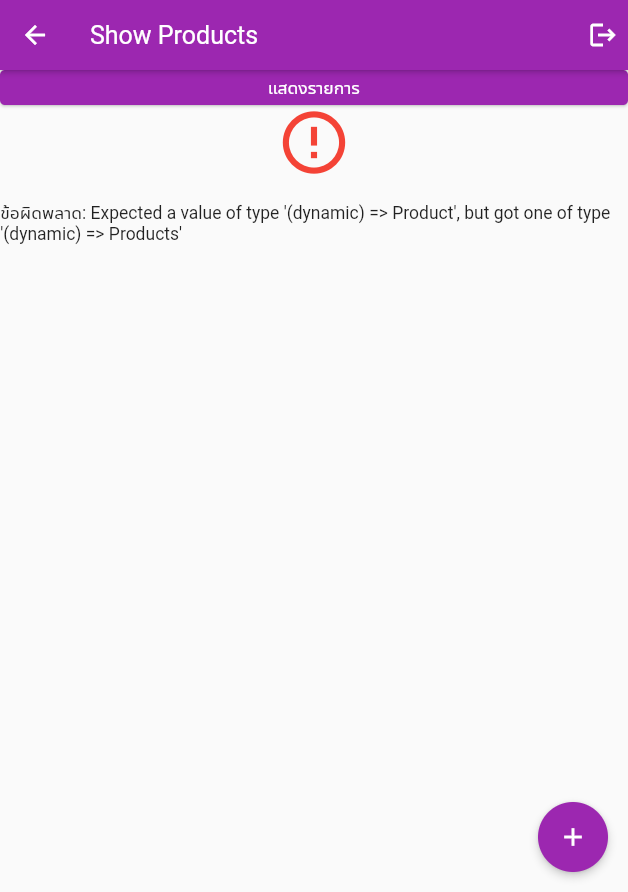 Show Products
แสดงรายการ
ข้อผิดพลาด: Expected a value of type '(dynamic) => Product', but got one of type
'(dynamic) => Products'